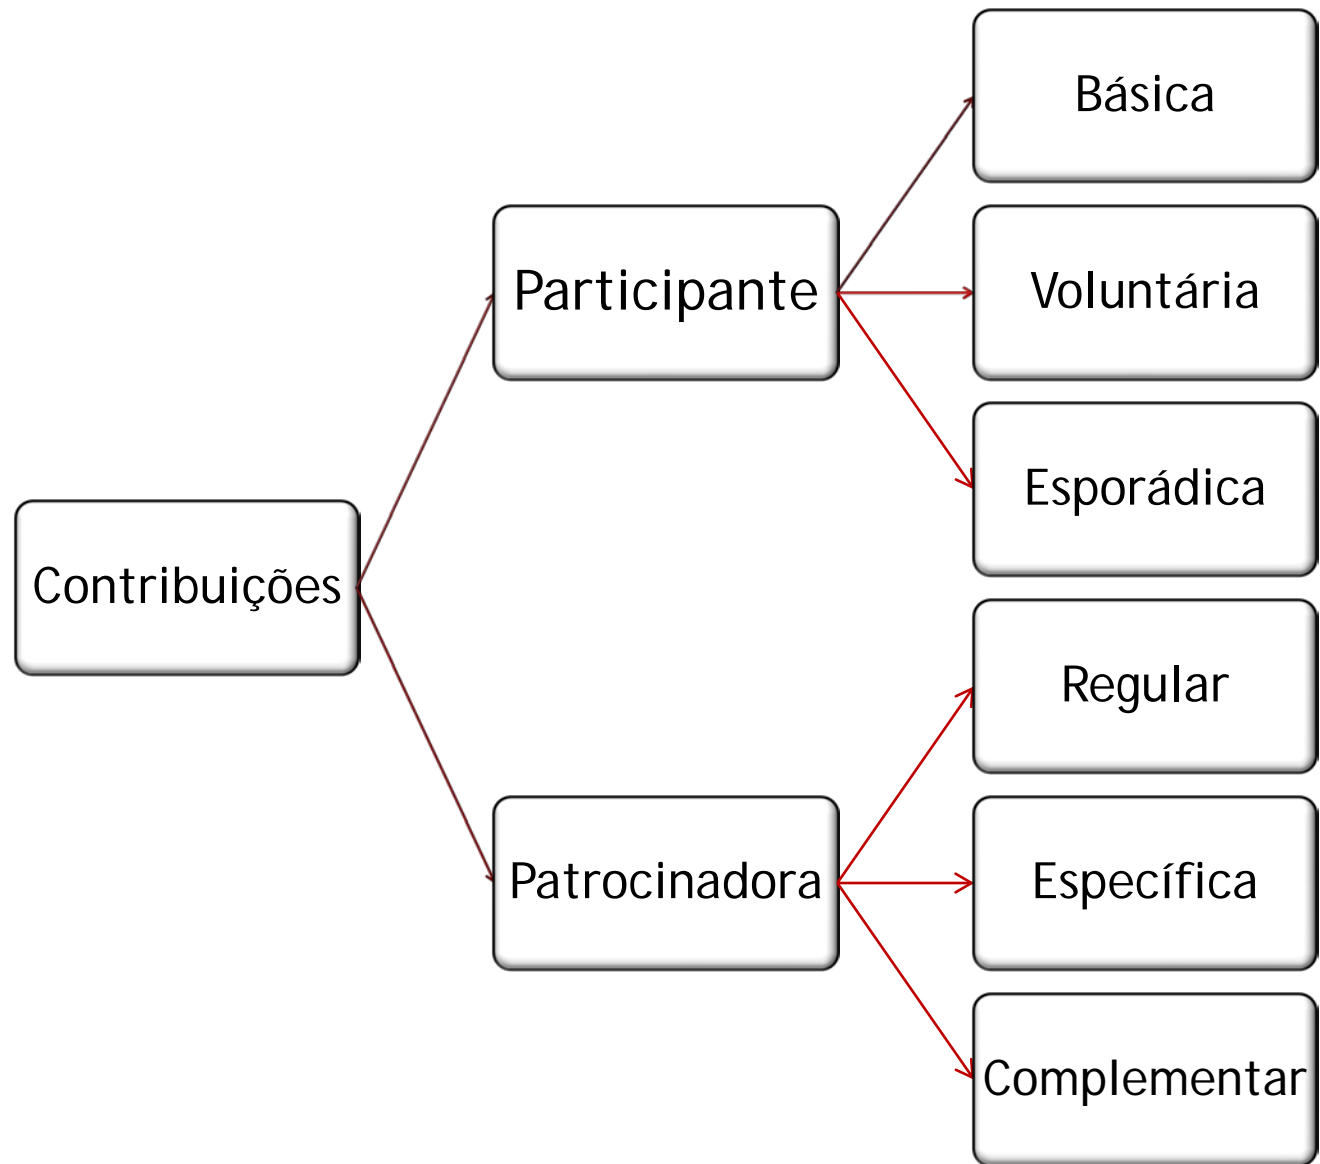 Contribuições
Participante
Básica
Voluntária
Esporádica
Patrocinadora
Regular
Específica
Complementar